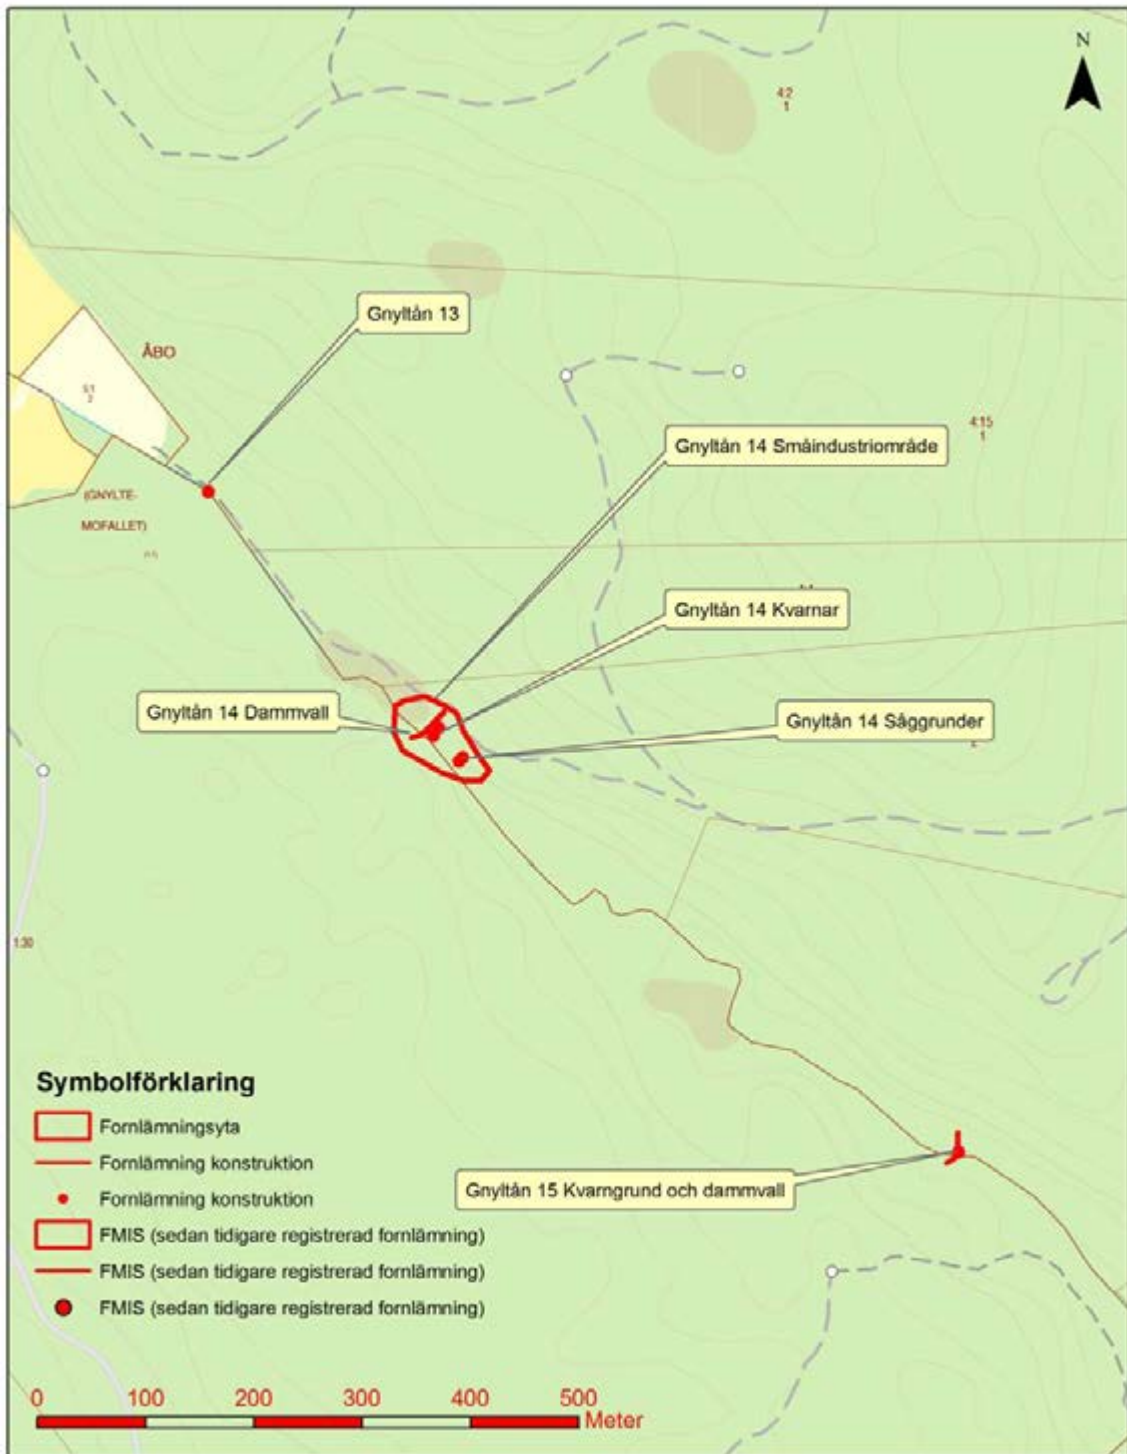 N
4:2
1
Gnyltån 13
ÅBO
5:1
2
Gnyltån 14 Småindustriområde
4:15
1
(GNYLTE-
MOFALLET)
Gnyltån 14 Kvarnar
Gnyltån 14 Dammvall
Gnyltån 14 Såggrunder
1:30
Symbolförklaring
Fornlämningsyta
Fornlämning konstruktion
Fornlämning konstruktion
FMIS (sedan tidigare registrerad fornlämning)
FMIS (sedan tidigare registrerad fornlämning)
FMIS (sedan tidigare registrerad fornlämning)
Gnyltån 15 Kvarngrund och dammvall
0 100 200 300 400 500
Meter